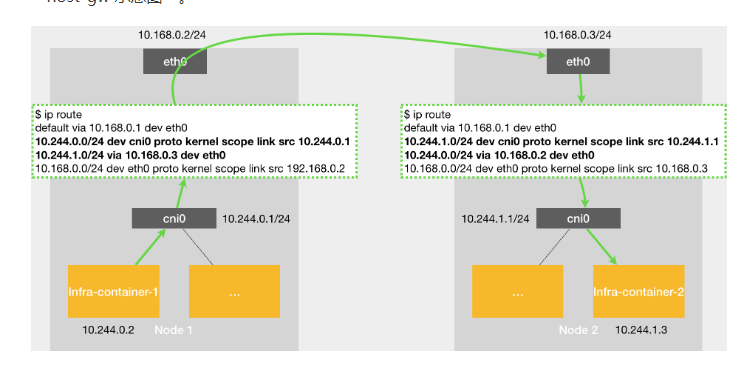 host-gw 示意图"。
10.168.0.2/24
eth0
$ ip route
default via 10.168.0.1 dev eth0
10.244.0.0/24 dev cni0 proto kernel scope link src 10.244.0.1
10.244.1.0/24 via 10.168.0.3 dev eth0
10.168.0.0/24 dev eth0 proto kernel scope link src 192.168.0.2
cni0
10.244.0.1/24
Infra-container-1
...
10.244.0.2
Node 1
10.168.0.3/24
eth0
$ ip route
default via 10.168.0.1 dev eth0
10.244.1.0/24 dev cni0 proto kernel scope link src 10.244.1.1
10.244.0.0/24 via 10.168.0.2 dev eth0
10.168.0.0/24 dev eth0 proto kernel scope link src 10.168.0.3
10.244.1.1/24
cni0
...
Infra-container-2
Node 2
10.244.1.3